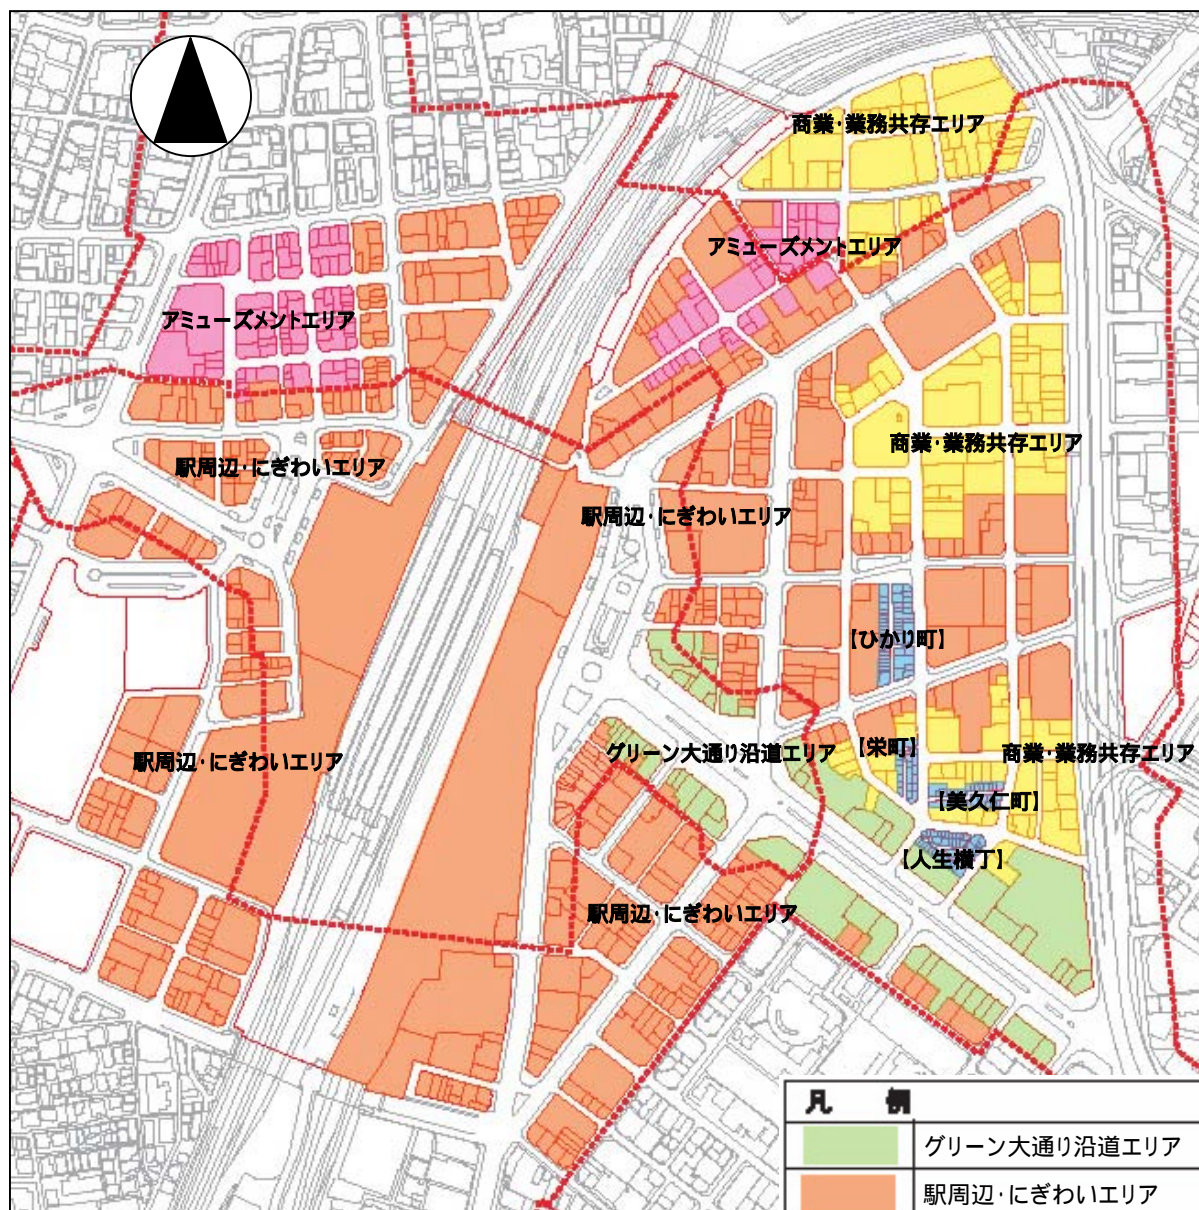 商業・業務共存エリア
アミューズメントエリア
アミューズメントエリア
商業・業務共存エリア
駅周辺・にぎわいエリア
駅周辺・にぎわいエリア
【ひかり町】
駅周辺・にぎわいエリア
グリーン大通り沿道エリア
【栄町】
商業・業務共存エリア
【美久仁町】
【人生横丁】
駅周辺・にぎわいエリア
凡 例
グリーン大通り沿道エリア
駅周辺・にぎわいエリア